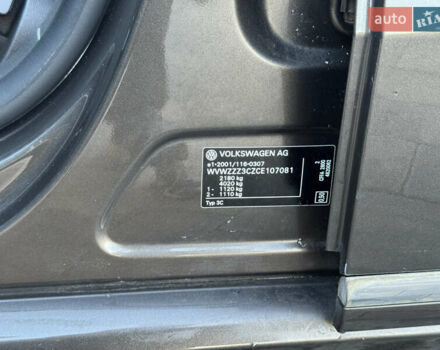 auto RIA
VOLKSWAGEN AG
e1*2001/116*0307
WVWZZZ3CZCE107081
2180 kg
4020 kg
1 - 1120 kg
2 - 1110 kg
Typ 3C